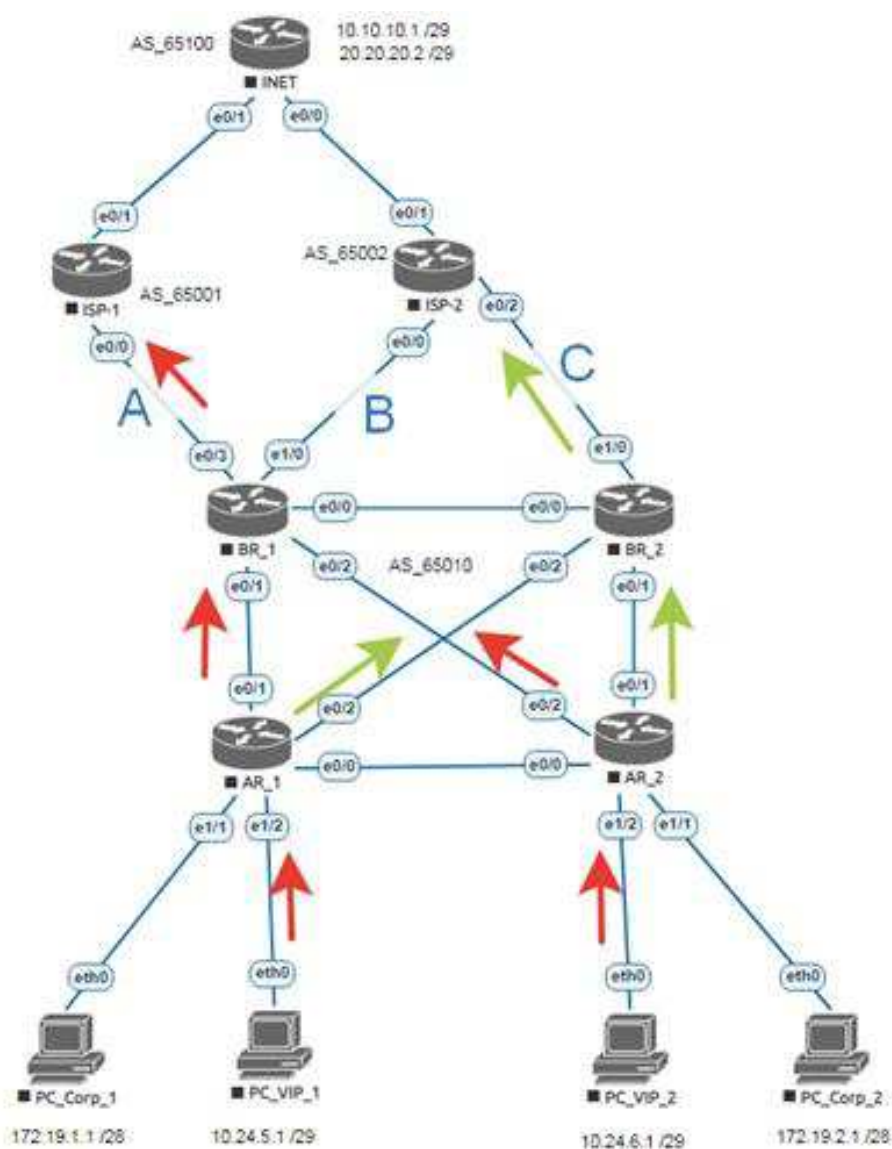 AS_65100
10.10.10.1 /29
20.20.20.2 /29
INET
e0/1
e0/0
e0/1
e0/1
AS_65002
AS_65001
ISP-1
ISP-2
e0/2
e0/0
e0/0
A
B
C
e0/3
e1/0
e1/0
e0/0
e0/0
BR_1
BR_2
e0/2
AS_65010
e0/2
e0/1
e0/1
e0/1
e0/1
e0/2
e0/2
e0/0
e0/0
AR_1
AR_2
e1/1
e1/2
e1/2
e1/1
eth0
eth0
eth0
eth0
PC_Corp_1
PC_VIP_1
PC_VIP_2
PC_Corp_2
172.19.1.1 /28
10.24.5.1 /29
10.24.6.1 /29
172.19.2.1 /28